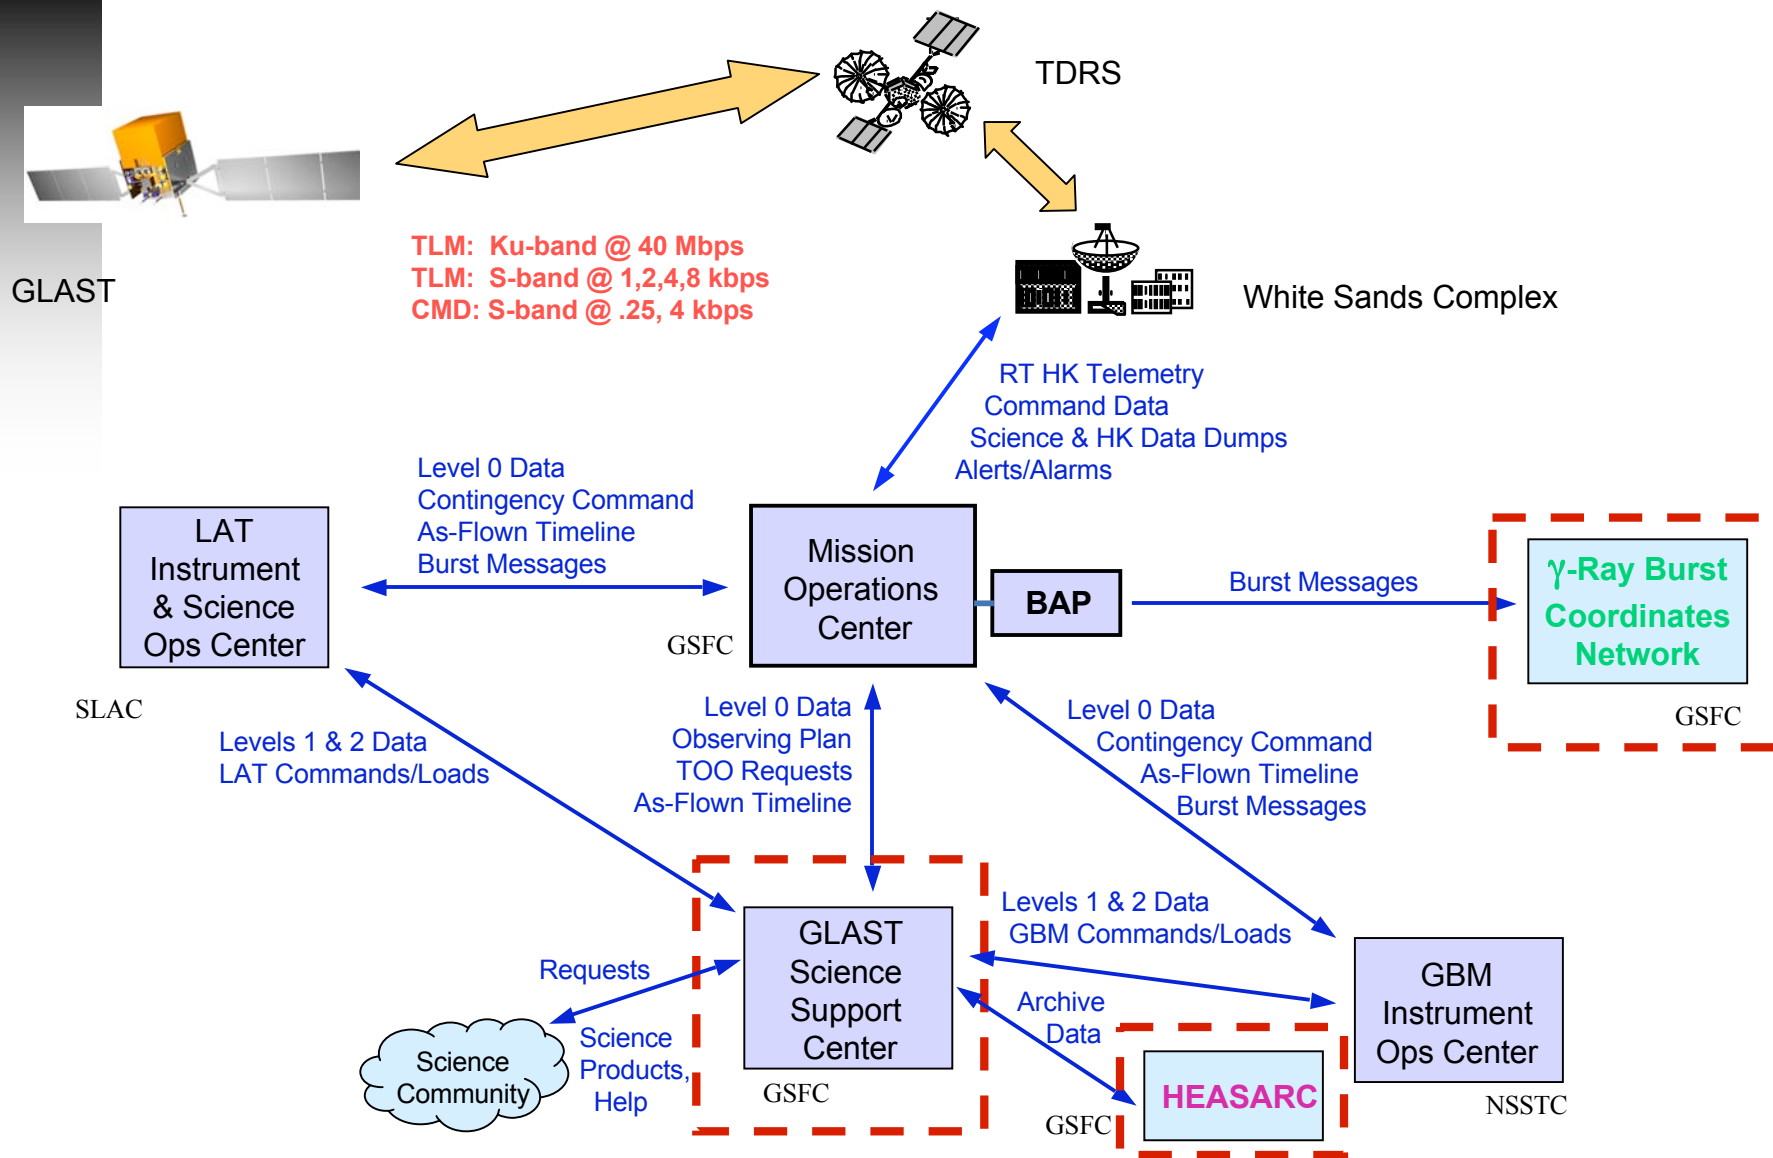 TDRS
GLAST
TLM:  Ku-band @ 40 Mbps
TLM:  S-band @ 1,2,4,8 kbps
CMD: S-band @ .25, 4 kbps
White Sands Complex
RT HK Telemetry
Command Data
Science & HK Data Dumps
Alerts/Alarms
Level 0 Data
Contingency Command
As-Flown Timeline
Burst Messages
LAT
Instrument
& Science
Ops Center
SLAC
Mission
Operations
Center
GSFC
BAP
Burst Messages
γ-Ray Burst
Coordinates
Network
GSFC
Levels 1 & 2 Data
LAT Commands/Loads
Level 0 Data
Observing Plan
TOO Requests
As-Flown Timeline
Level 0 Data
Contingency Command
As-Flown Timeline
Burst Messages
GLAST
Science
Support
Center
GSFC
Levels 1 & 2 Data
GBM Commands/Loads
Requests
Science
Products,
Help
Science
Community
Archive
Data
HEASARC
GSFC
GBM
Instrument
Ops Center
NSSTC